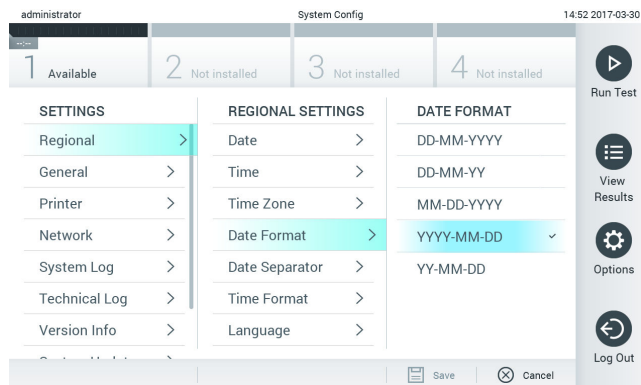 administrator
System Config
14:52 2017-03-30
--:--
1 Available
2 Not installed
3 Not installed
4 Not installed
Run Test
View
Results
Options
Log Out
SETTINGS
Regional
General
Printer
Network
System Log
Technical Log
Version Info
REGIONAL SETTINGS
Date
Time
Time Zone
Date Format
Date Separator
Time Format
Language
DATE FORMAT
DD-MM-YYYY
DD-MM-YY
MM-DD-YYYY
YYYY-MM-DD
YY-MM-DD
Save
Cancel